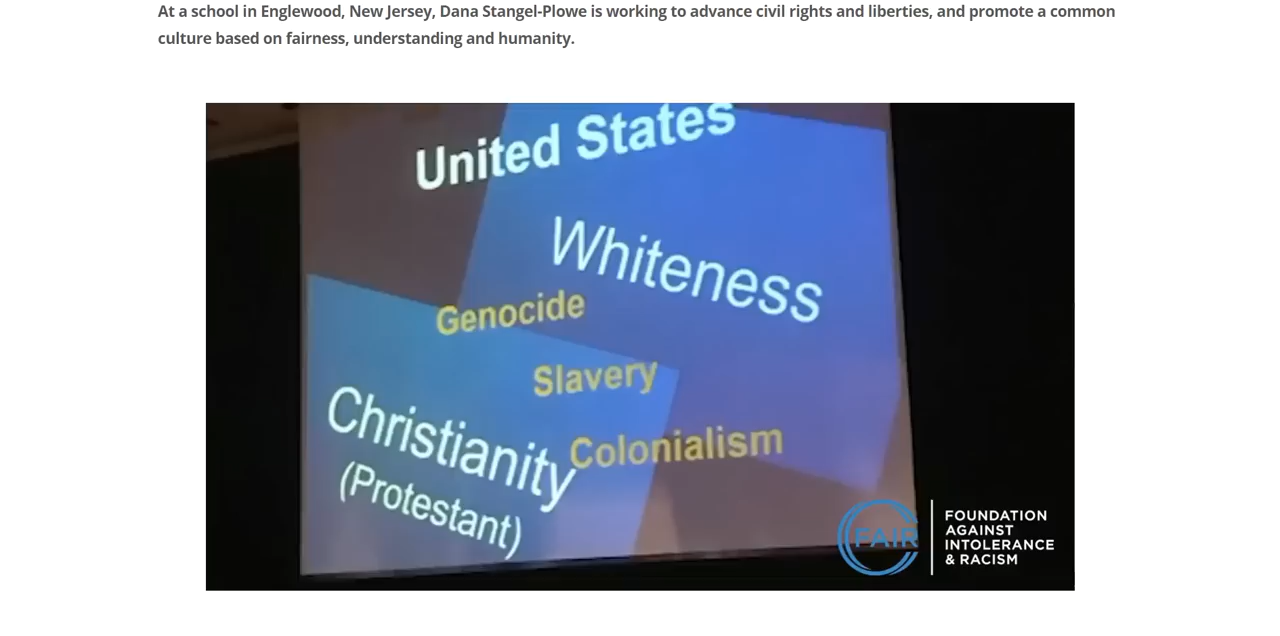 At a school in Englewood, New Jersey, Dana Stangel-Plowe is working to advance civil rights and liberties, and promote a common
culture based on fairness, understanding and humanity.
United States
Whiteness
Genocide
Slavery
Christianity
(Protestant)
Colonialism
FAIR
FOUNDATION
AGAINST
INTOLERANCE
& RACISM